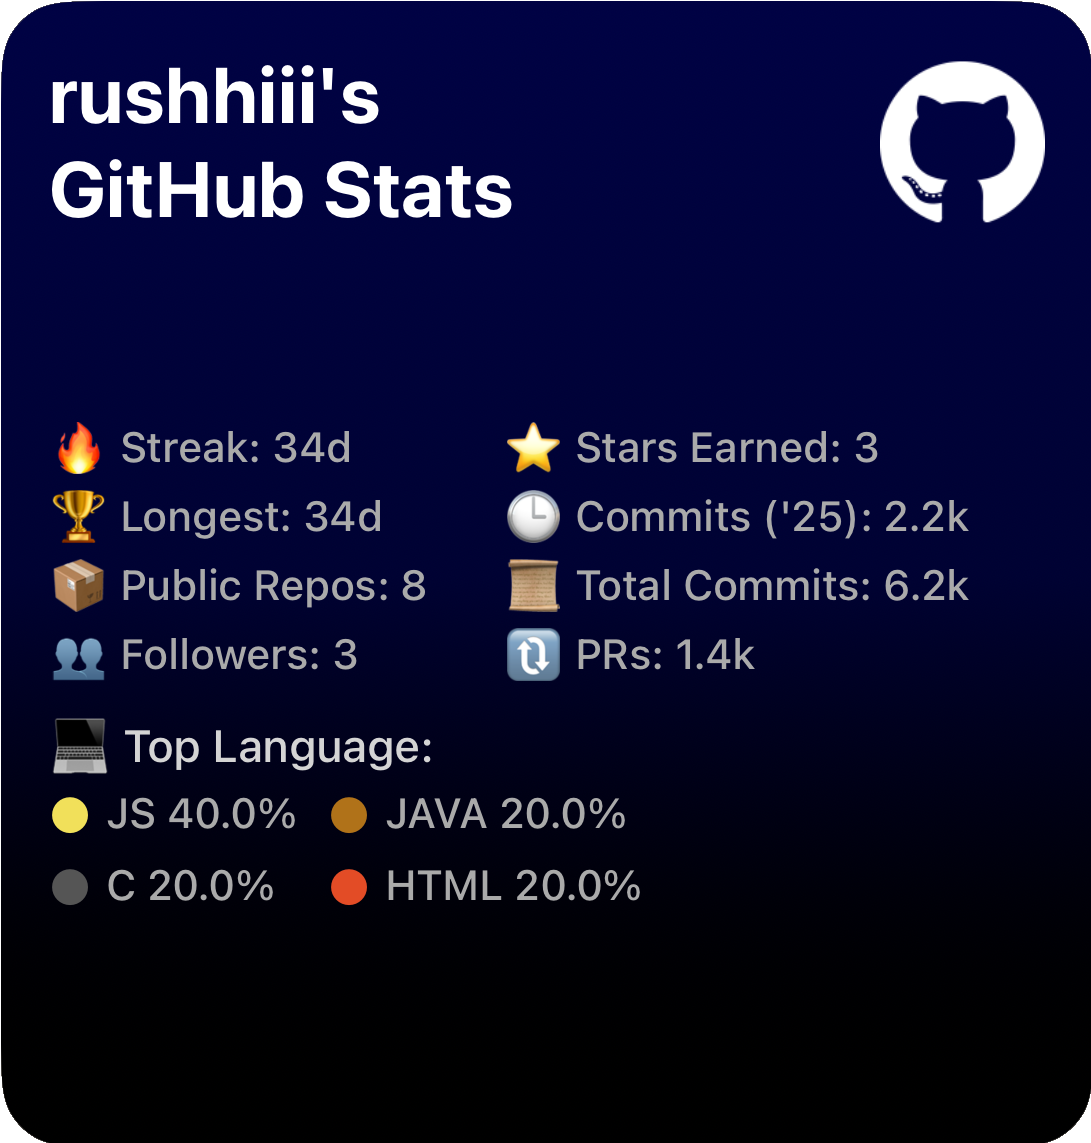 rushhiii's
GitHub Stats
🔥 Streak: 34d
⭐ Stars Earned: 3
🏆 Longest: 34d
🕒 Commits ('25): 2.2k
📦 Public Repos: 8
📜 Total Commits: 6.2k
👥 Followers: 3
🔃 PRs: 1.4k
💻 Top Language:
JS 40.0%
JAVA 20.0%
C 20.0%
HTML 20.0%